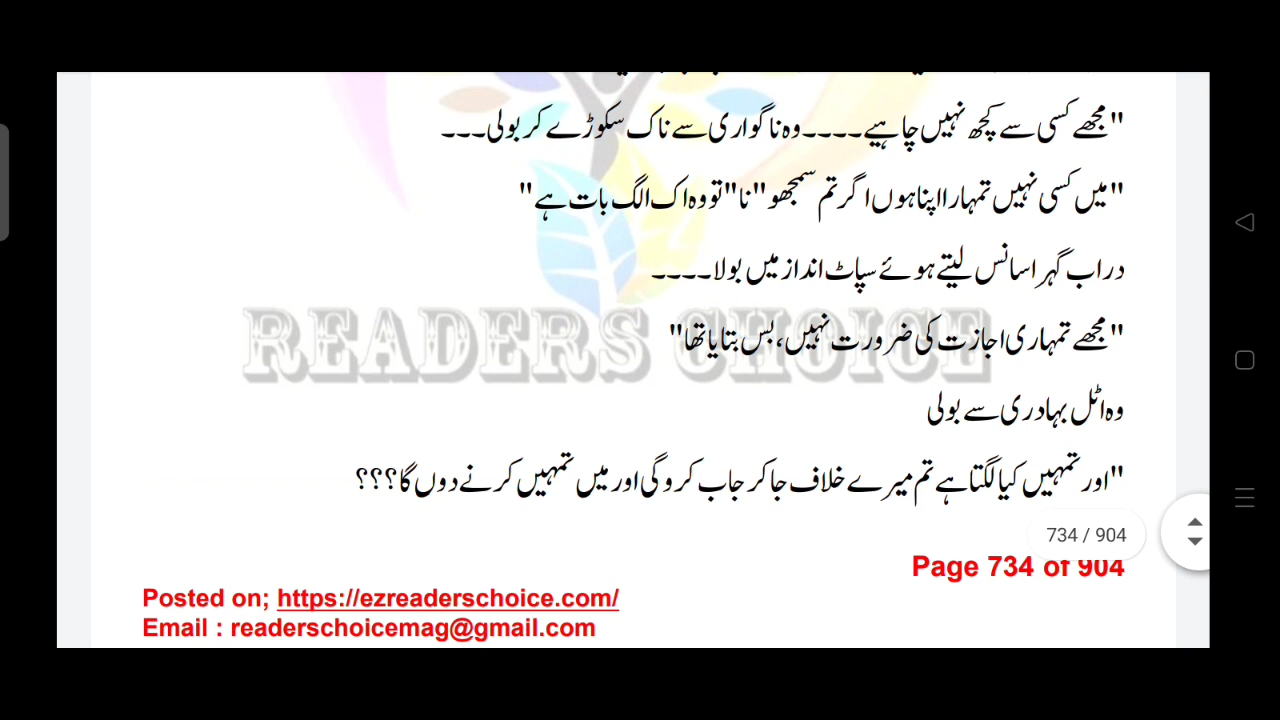 "مجھے کسی سے کچھ نہیں چاہیے۔۔۔۔وہ ناگواری سے ناک سکوڑے کر بولی۔۔۔
"میں کسی نہیں تمہارا اپنا ہوں اگر تم سمجھو"نا"تو وہ اک الگ بات ہے"
دراب گہرا سانس لیتے ہوئے سپاٹ انداز میں بولا۔۔۔۔
READERS CHOICE
"مجھے تمہاری اجازت کی ضرورت نہیں،بس بتایا تھا"
وہ اٹل بہادری سے بولی
"اور تمہیں کیا لگتا ہے تم میرے خلاف جا کر جاب کرو گی اور میں تمہیں کرنے دوں گا؟؟؟
734 / 904
Page 734 of 904
Posted on; https://ezreaderschoice.com/
Email : readerschoicemag@gmail.com